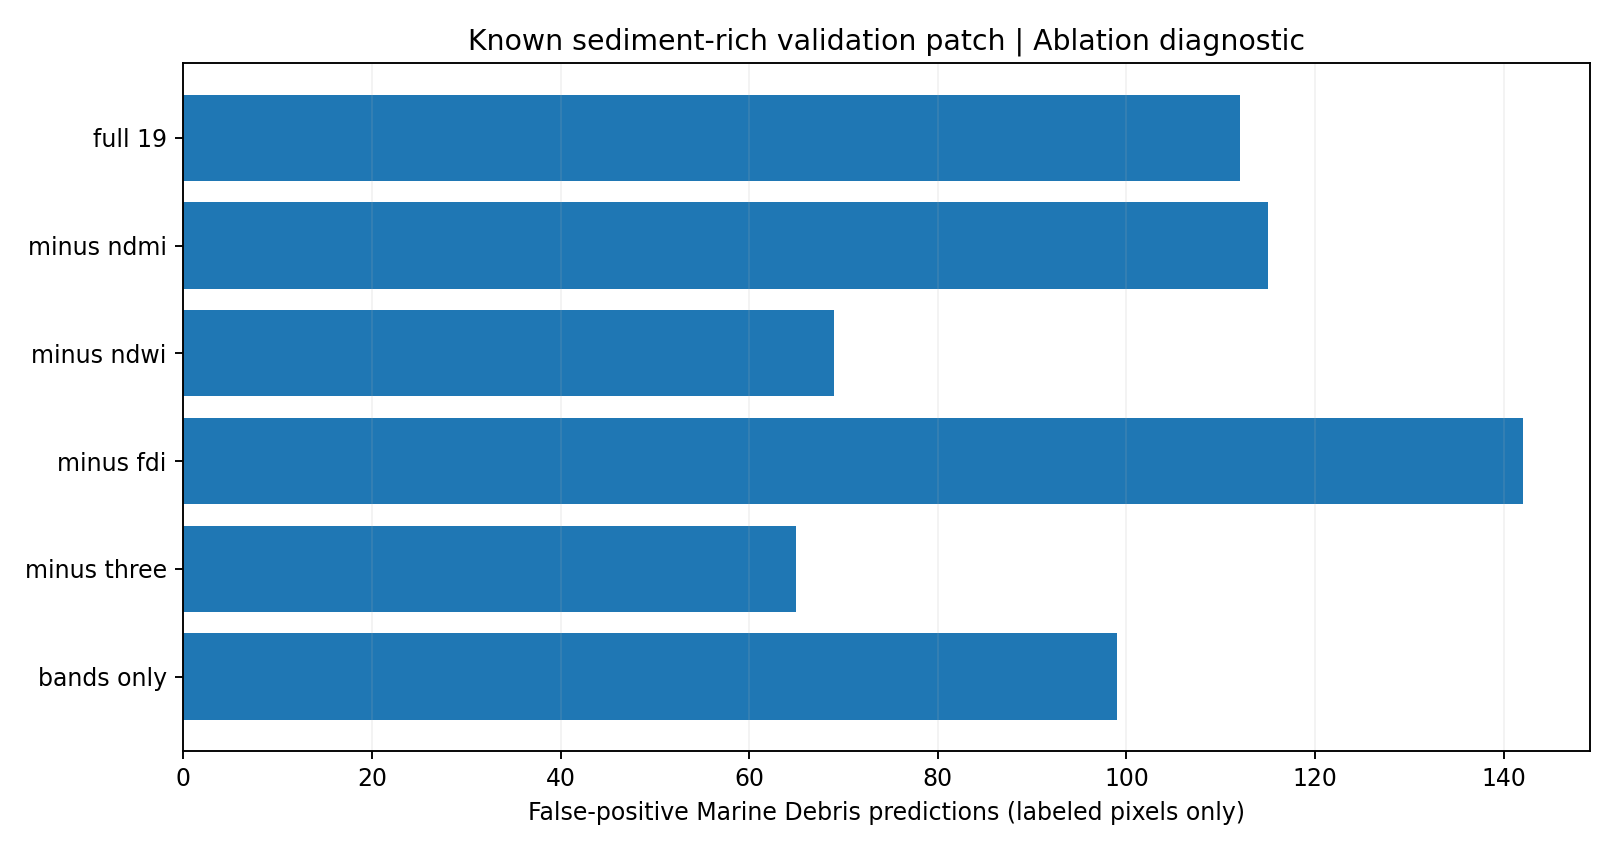 Known sediment-rich validation patch | Ablation diagnostic
full 19
minus ndmi
minus ndwi
minus fdi
minus three
bands only
0 20 40 60 80 100 120 140
False-positive Marine Debris predictions (labeled pixels only)